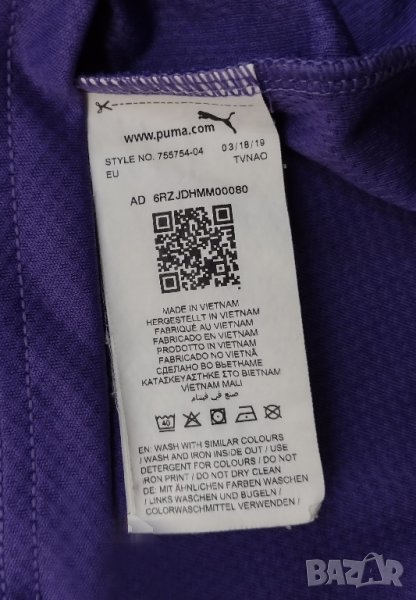 www.puma.com
STYLE NO. 755754-04 03/18/19
EU TVNAO
AD 6RZJDHMM00080
MADE IN VIETNAM
HERGESTELLT IN VIETNAM
FABRIQUÉ AU VIETNAM
FABRICADO EN VIETNAM
PRODOTTO IN VIETNAM
FABRICADO NO VIETNÃ
СДЕЛАНО ВО ВЬЕТНАМЕ
ΚΑΤΑΣΚΕΥΑΣΤΗΚΕ ΣΤΟ ΒΙΕΤΝΑΜ
VIETNAM MALI
صنع في فيتنام
40
EN: WASH WITH SIMILAR COLOURS
/ WASH AND IRON INSIDE OUT / USE
DETERGENT FOR COLOURS / DO NOT
IRON PRINT / DO NOT DRY CLEAN
DE: MIT ÄHNLICHEN FARBEN WASCHEN
/ LINKS WASCHEN UND BÜGELN /
COLORWASCHMITTEL VERWENDEN /
BAZAR